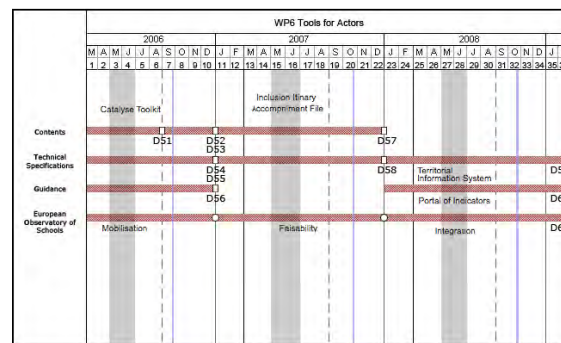 WP6 Tools for Actors
2006 2007 2008
M A M J J A S O N D J F M A M J J A S O N D J F M A M J J A S O N D J
1 2 3 4 5 6 7 8 9 10 11 12 13 14 15 16 17 18 19 20 21 22 23 24 25 26 27 28 29 30 31 32 33 34 35
Inclusion Itinary
Catalyse Toolkit
Accompriment File
Contents
D51 D52 D57
D53
Technical
Specifications
D54 D58 Territorial
D55 Information System
Guidance
D56 Portal of Indicators
European
Observatory of
Schools
Mobilisation Faisability Integration